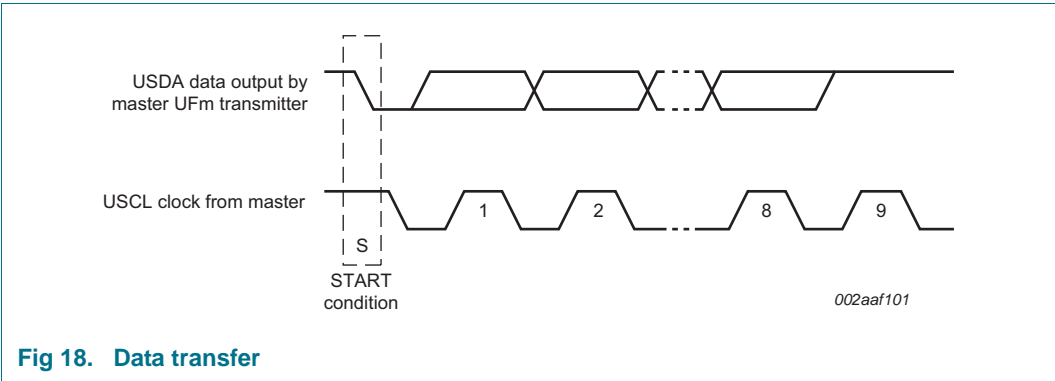 USDA data output by
master UFm transmitter
USCL clock from master
1
2
8
9
S
START
condition
002aaf101
Fig 18. Data transfer